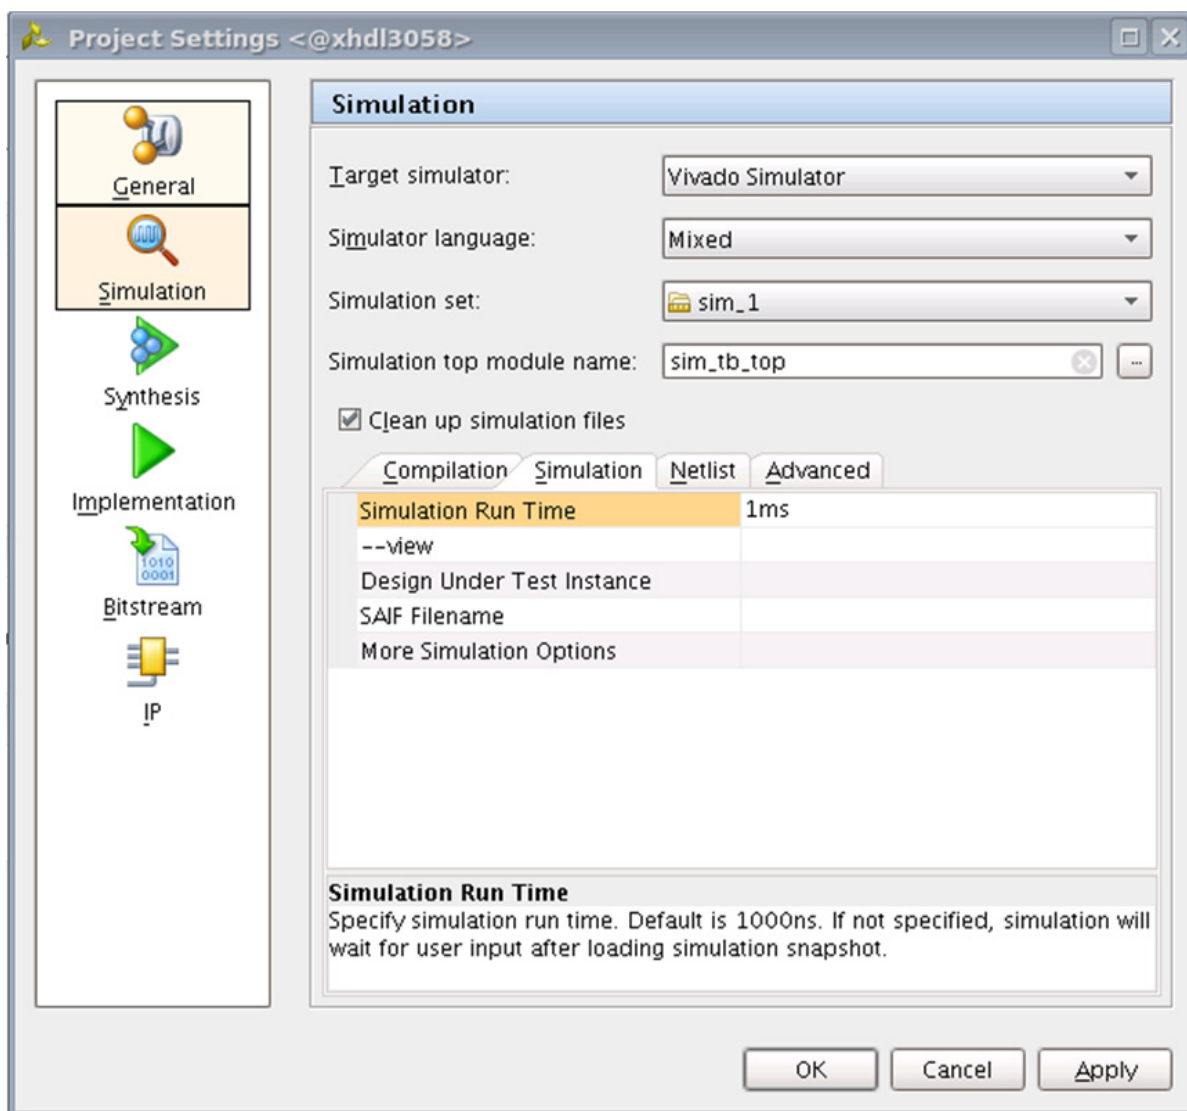 Project Settings <@xhdl3058>
General
Simulation
Synthesis
Implementation
1010
0001
Bitstream
IP
Simulation
Target simulator: Vivado Simulator
Simulator language: Mixed
Simulation set: sim_1
Simulation top module name: sim_tb_top ...
Clean up simulation files
Compilation Simulation Netlist Advanced
Simulation Run Time 1ms
--view
Design Under Test Instance
SAIF Filename
More Simulation Options
Simulation Run Time
Specify simulation run time. Default is 1000ns. If not specified, simulation will
wait for user input after loading simulation snapshot.
OK Cancel Apply